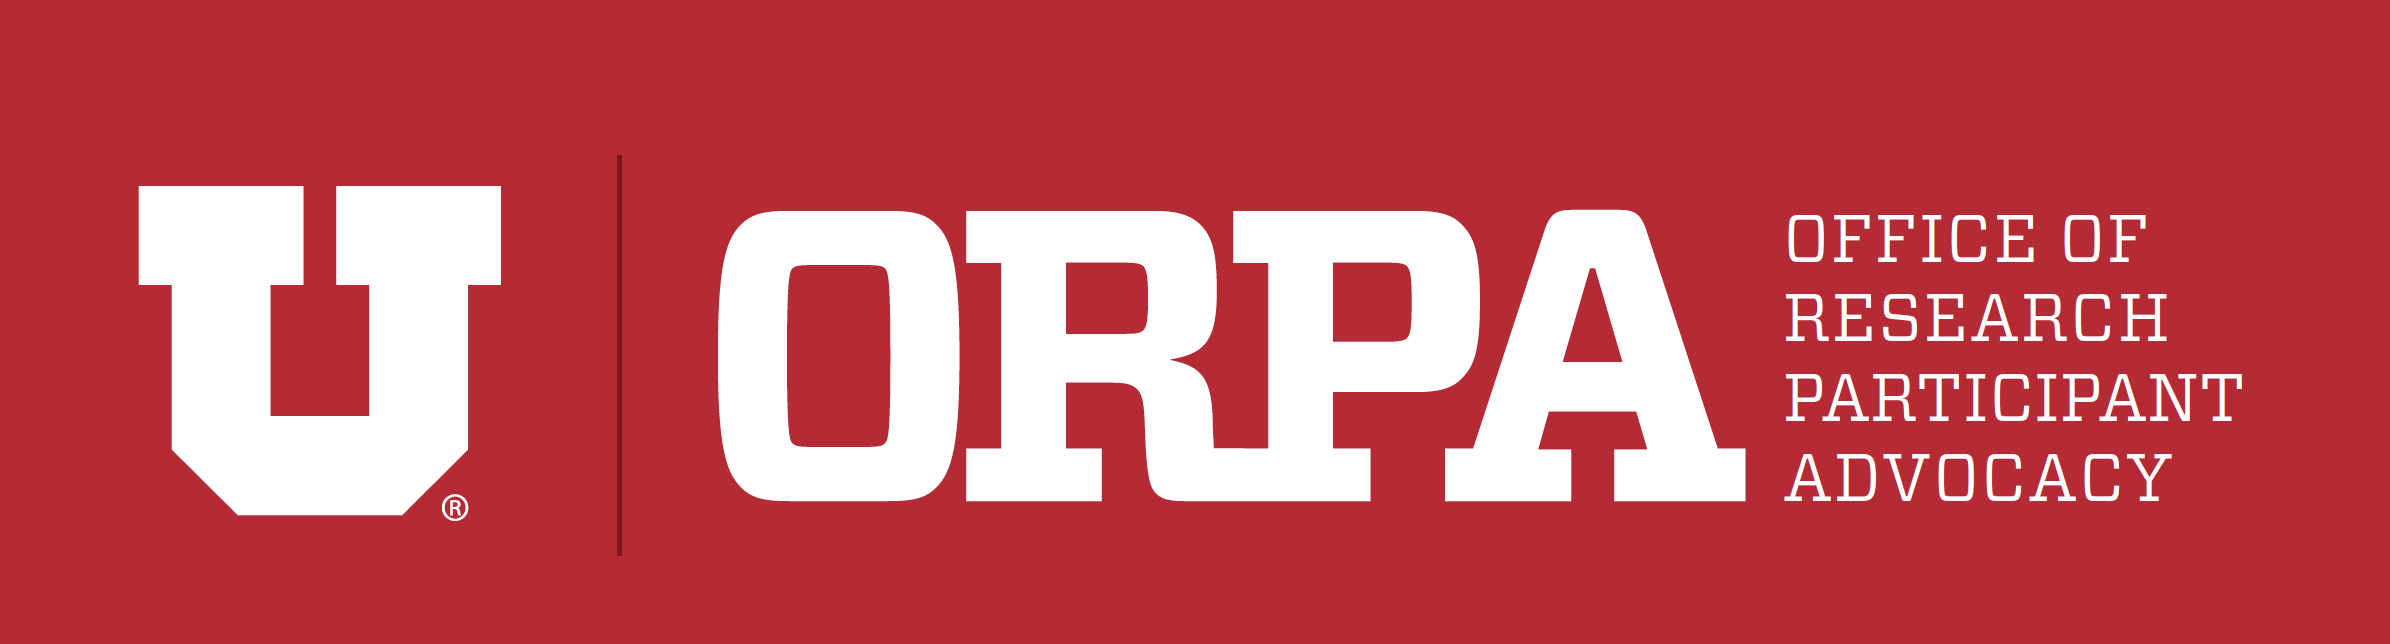 U®
ORPA
OFFICE OF
RESEARCH
PARTICIPANT
ADVOCACY